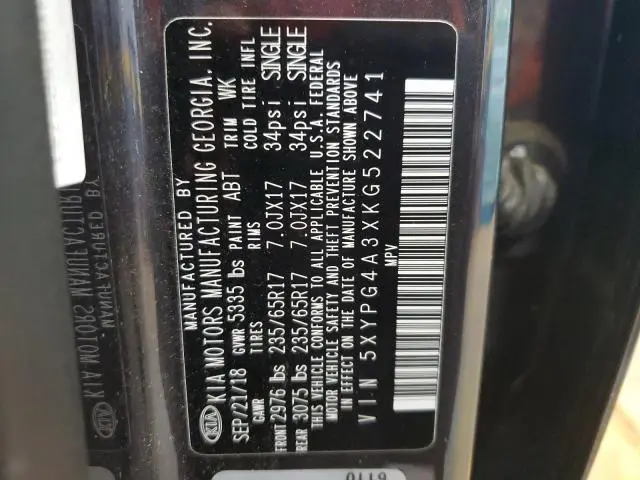 MANUFACTURED BY
KIA KIA MOTORS MANUFACTURING GEORGIA. INC.
SEP/21/18 GVWR 5335 lbs PAINT ABT TRIM WK
GAWR TIRES RIMS COLD TIRE INFL
FRONT 2976 lbs 235/65R17 7.0JX17 34psi SINGLE
REAR 3075 lbs 235/65R17 7.0JX17 34psi SINGLE
THIS VEHICLE CONFORMS TO ALL APPLICABLE U.S.A. FEDERAL
MOTOR VEHICLE SAFETY AND THEFT PREVENTION STANDARDS
IN EFFECT ON THE DATE OF MANUFACTURE SHOWN ABOVE
VIN 5XYPG4A3XKG522741
MPV